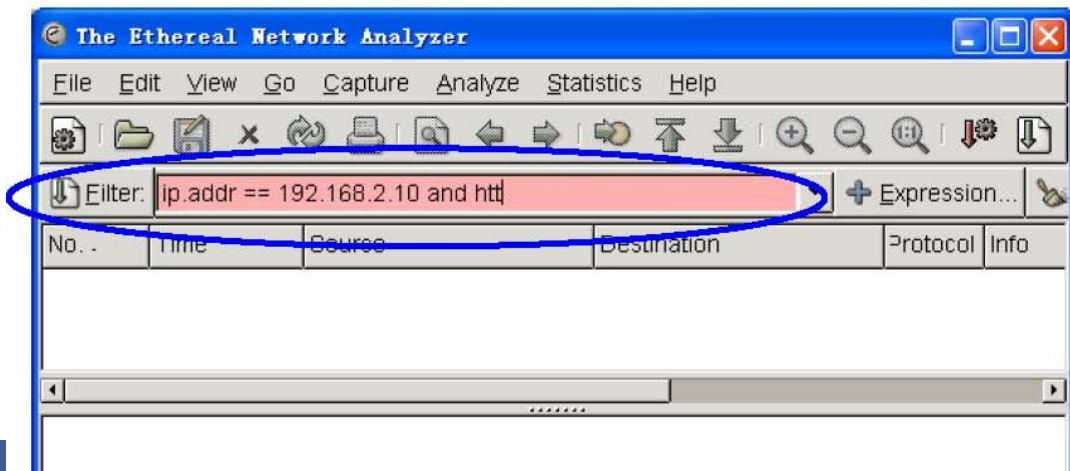 The Ethereal Network Analyzer
File Edit View Go Capture Analyze Statistics Help
Filter: ip.addr == 192.168.2.10 and htt Expression...
No. . Time Source Destination Protocol Info